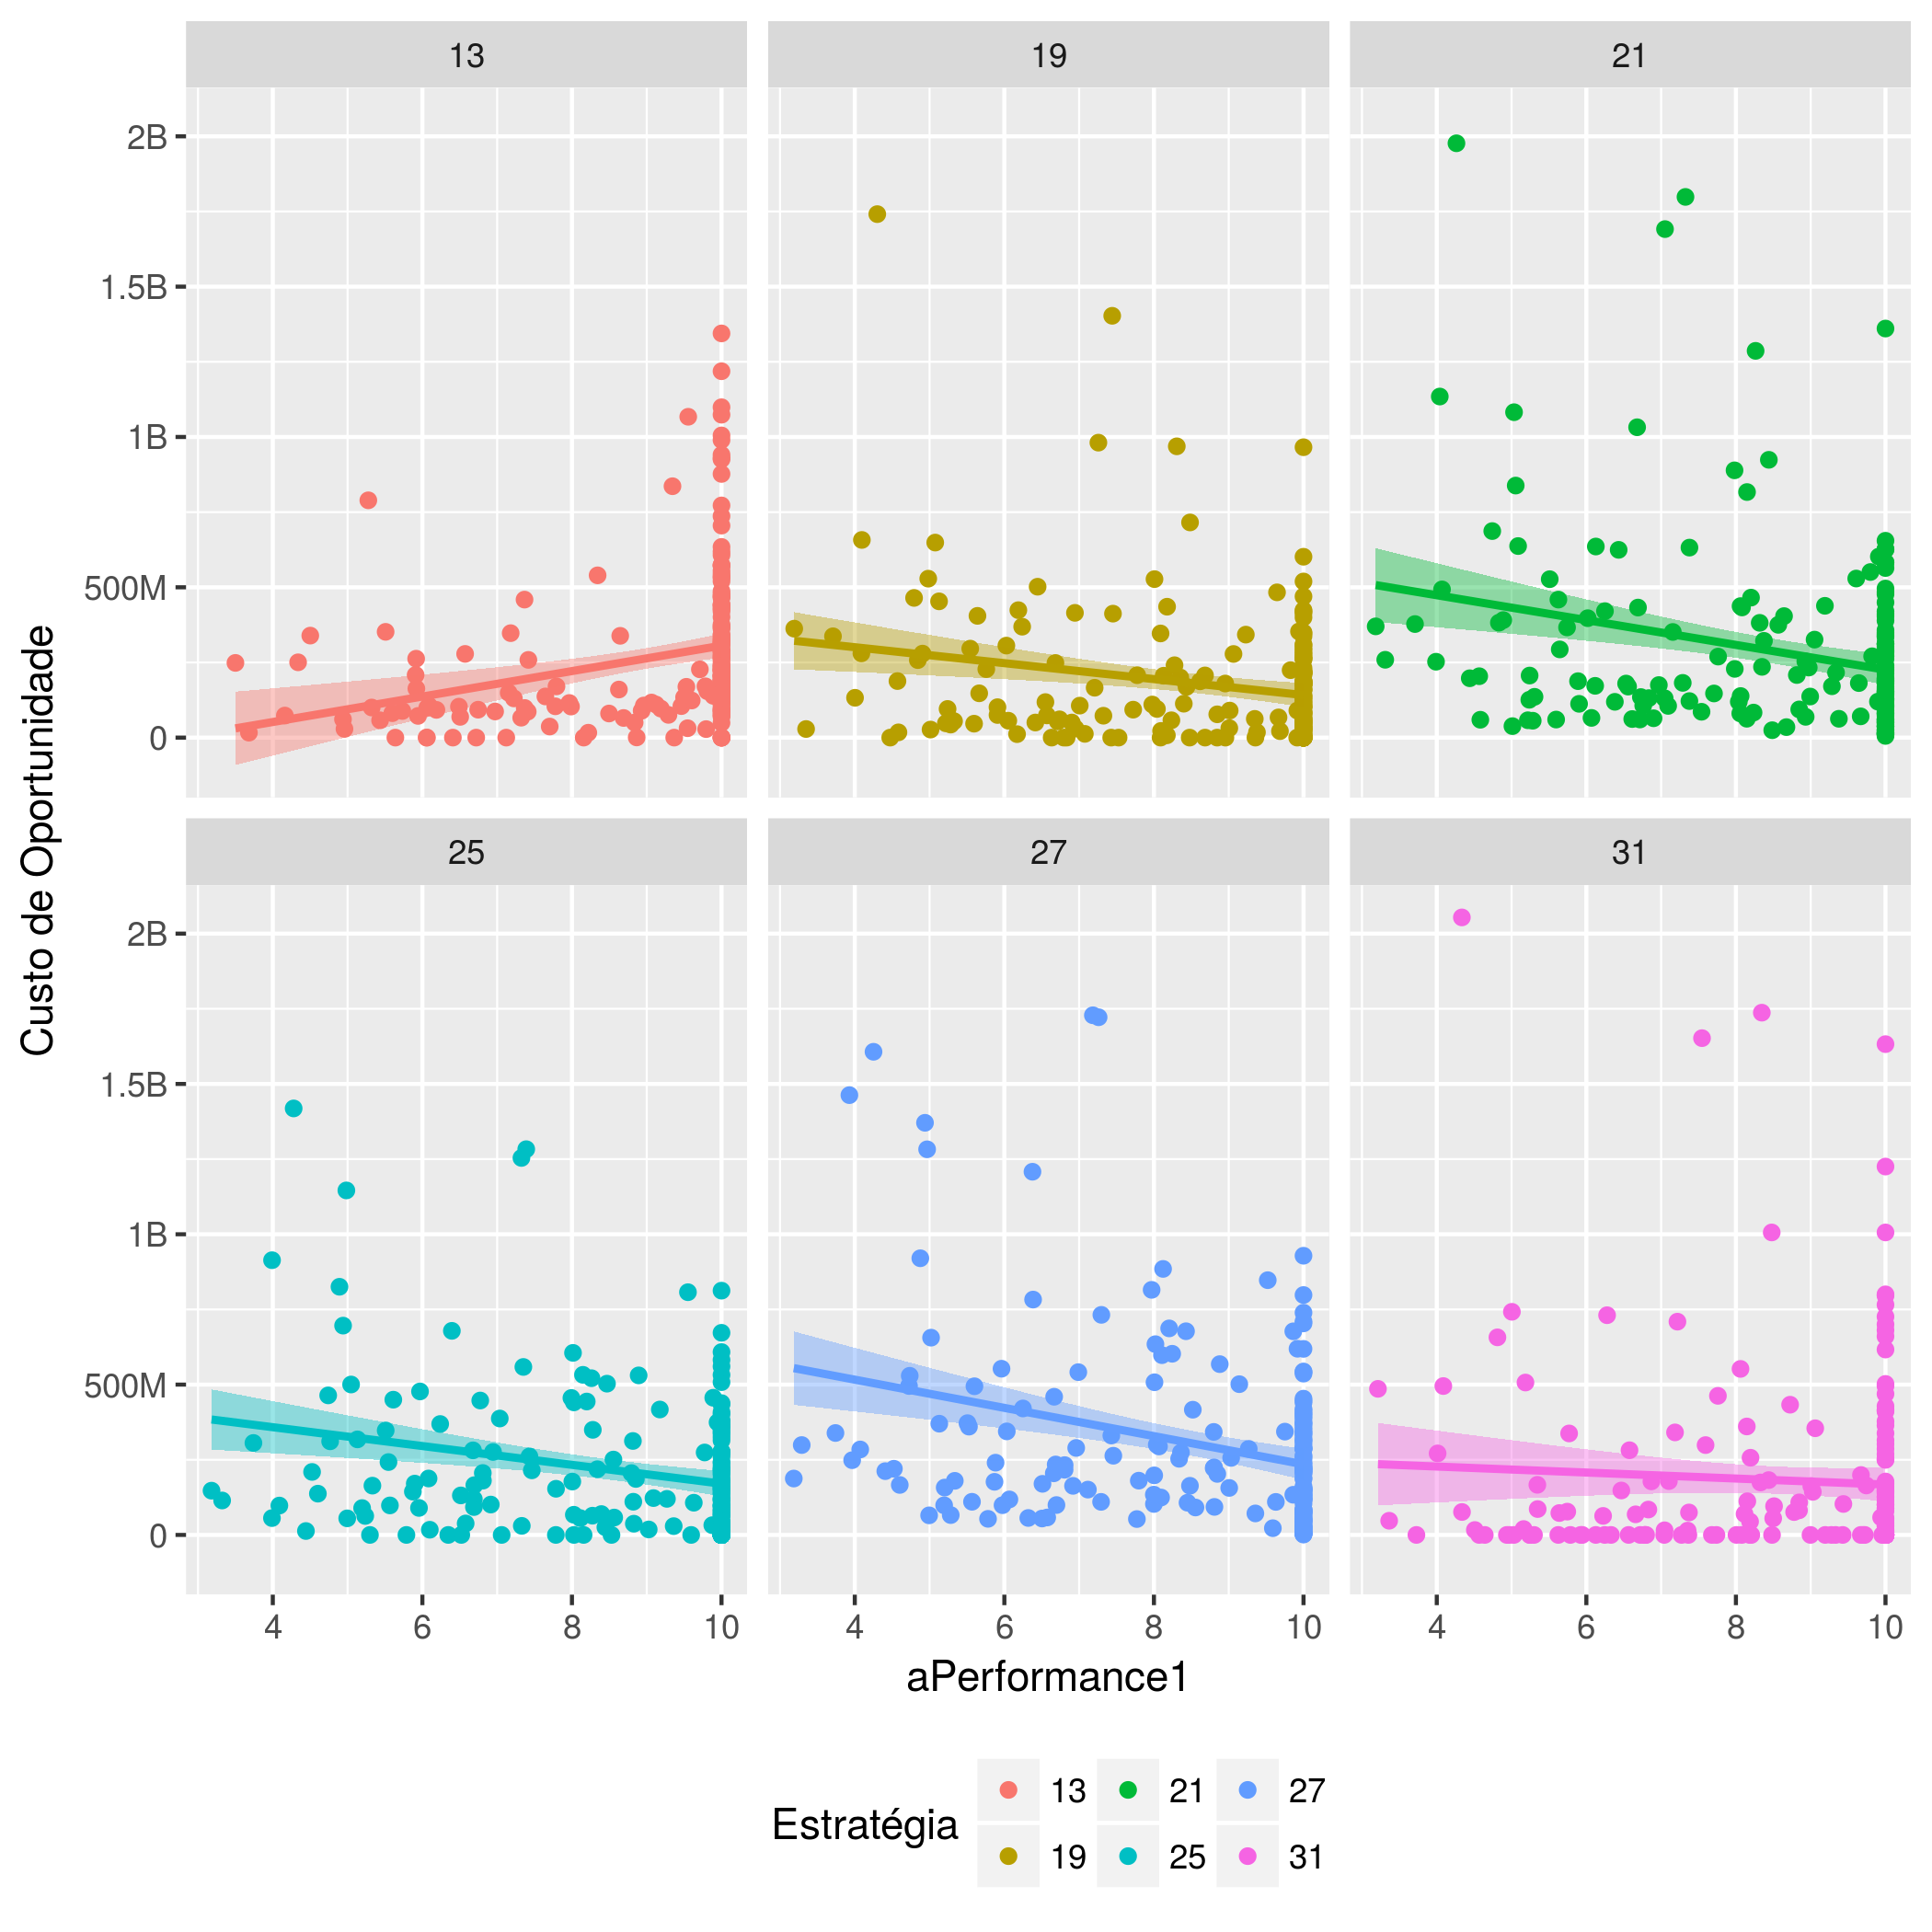 13 19 21
2B
1.5B
1B
500M
0
25 27 31
2B
1.5B
1B
500M
0
4 6 8 10 4 6 8 10 4 6 8 10
Custo de Oportunidade
aPerformance1
Estratégia
13 21 27
19 25 31